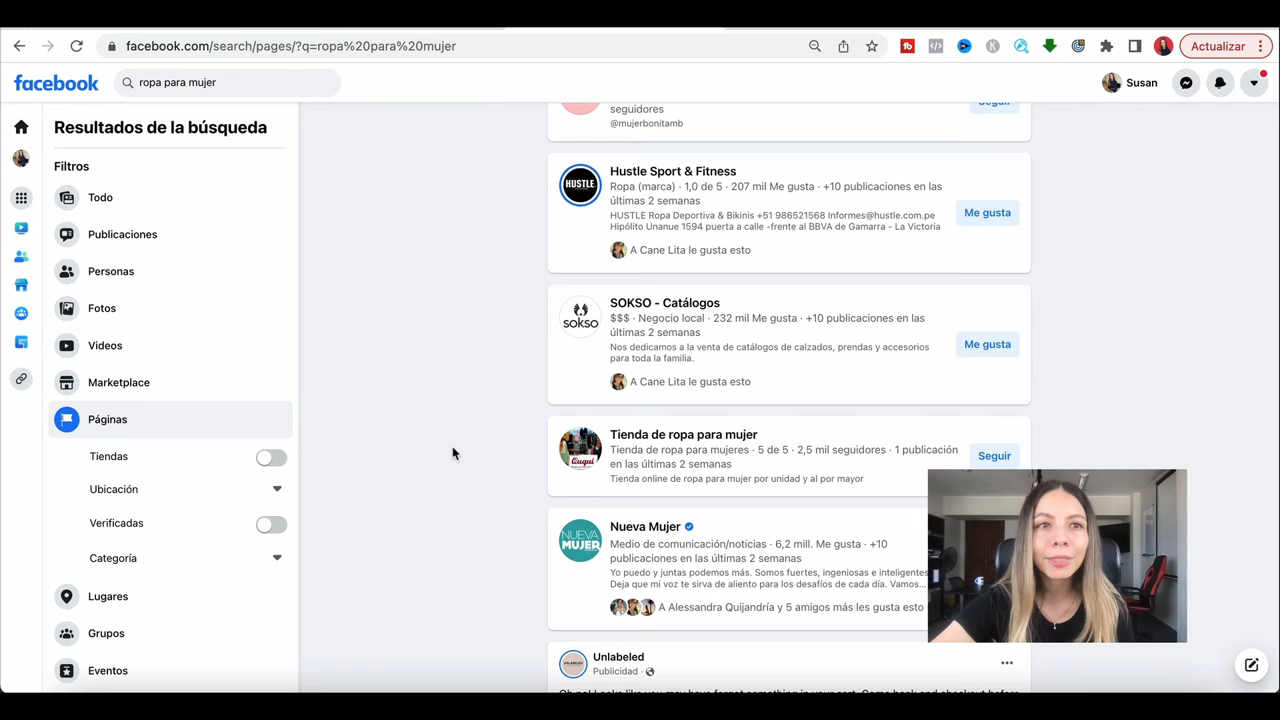 facebook.com/search/pages/?q=ropa%20para%20mujer
Actualizar
facebook
ropa para mujer
Susan
Resultados de la búsqueda
Filtros
Todo
Publicaciones
Personas
Fotos
Videos
Marketplace
Páginas
Tiendas
Ubicación
Verificadas
Categoría
Lugares
Grupos
Eventos
seguidores
@mujerbonitamb
Seguir
HUSTLE
Hustle Sport & Fitness
Ropa (marca) · 1,0 de 5 · 207 mil Me gusta · +10 publicaciones en las
últimas 2 semanas
HUSTLE Ropa Deportiva & Bikinis +51 986521568 Informes@hustle.com.pe
Hipólito Unanue 1594 puerta a calle -frente al BBVA de Gamarra - La Victoria
A Cane Lita le gusta esto
Me gusta
SOKSO
SOKSO - Catálogos
$$$ · Negocio local · 232 mil Me gusta · +10 publicaciones en las
últimas 2 semanas
Nos dedicamos a la venta de catálogos de calzados, prendas y accesorios
para toda la familia.
A Cane Lita le gusta esto
Me gusta
Tienda de ropa para mujer
Tienda de ropa para mujeres · 5 de 5 · 2,5 mil seguidores · 1 publicación
en las últimas 2 semanas
Tienda online de ropa para mujer por unidad y al por mayor
Seguir
NUEVA
MUJER
Nueva Mujer
Medio de comunicación/noticias · 6,2 mill. Me gusta · +10
publicaciones en las últimas 2 semanas
Yo puedo y juntas podemos más. Somos fuertes, ingeniosas e inteligentes
Deja que mi voz te sirva de aliento para los desafíos de cada día. Vamos...
A Alessandra Quijandría y 5 amigos más les gusta esto
UNLABELED
Unlabeled
Publicidad ·